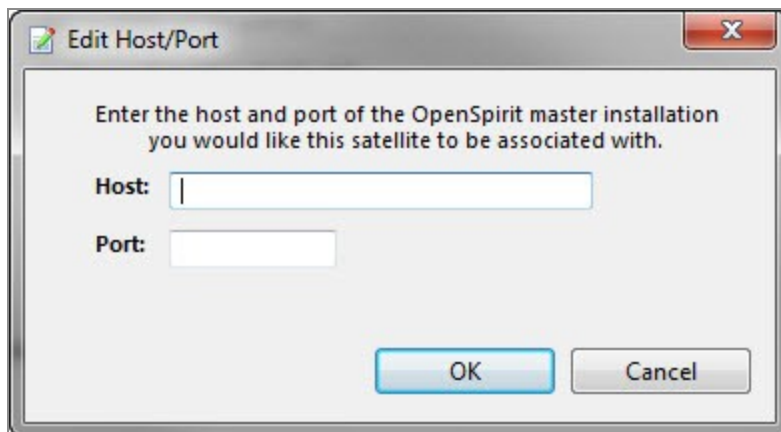 Edit Host/Port
Enter the host and port of the OpenSpirit master installation
you would like this satellite to be associated with.
Host:
Port:
OK Cancel